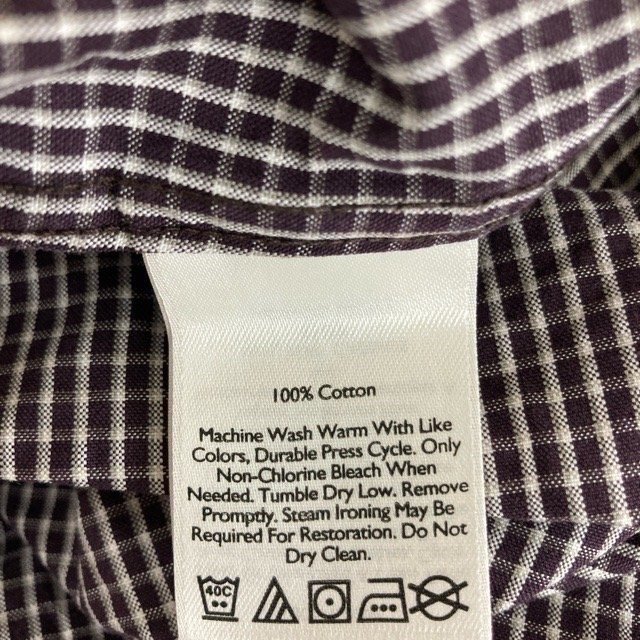 100% Cotton
Machine Wash Warm With Like
Colors, Durable Press Cycle. Only
Non-Chlorine Bleach When
Needed. Tumble Dry Low. Remove
Promptly. Steam Ironing May Be
Required For Restoration. Do Not
Dry Clean.
40C